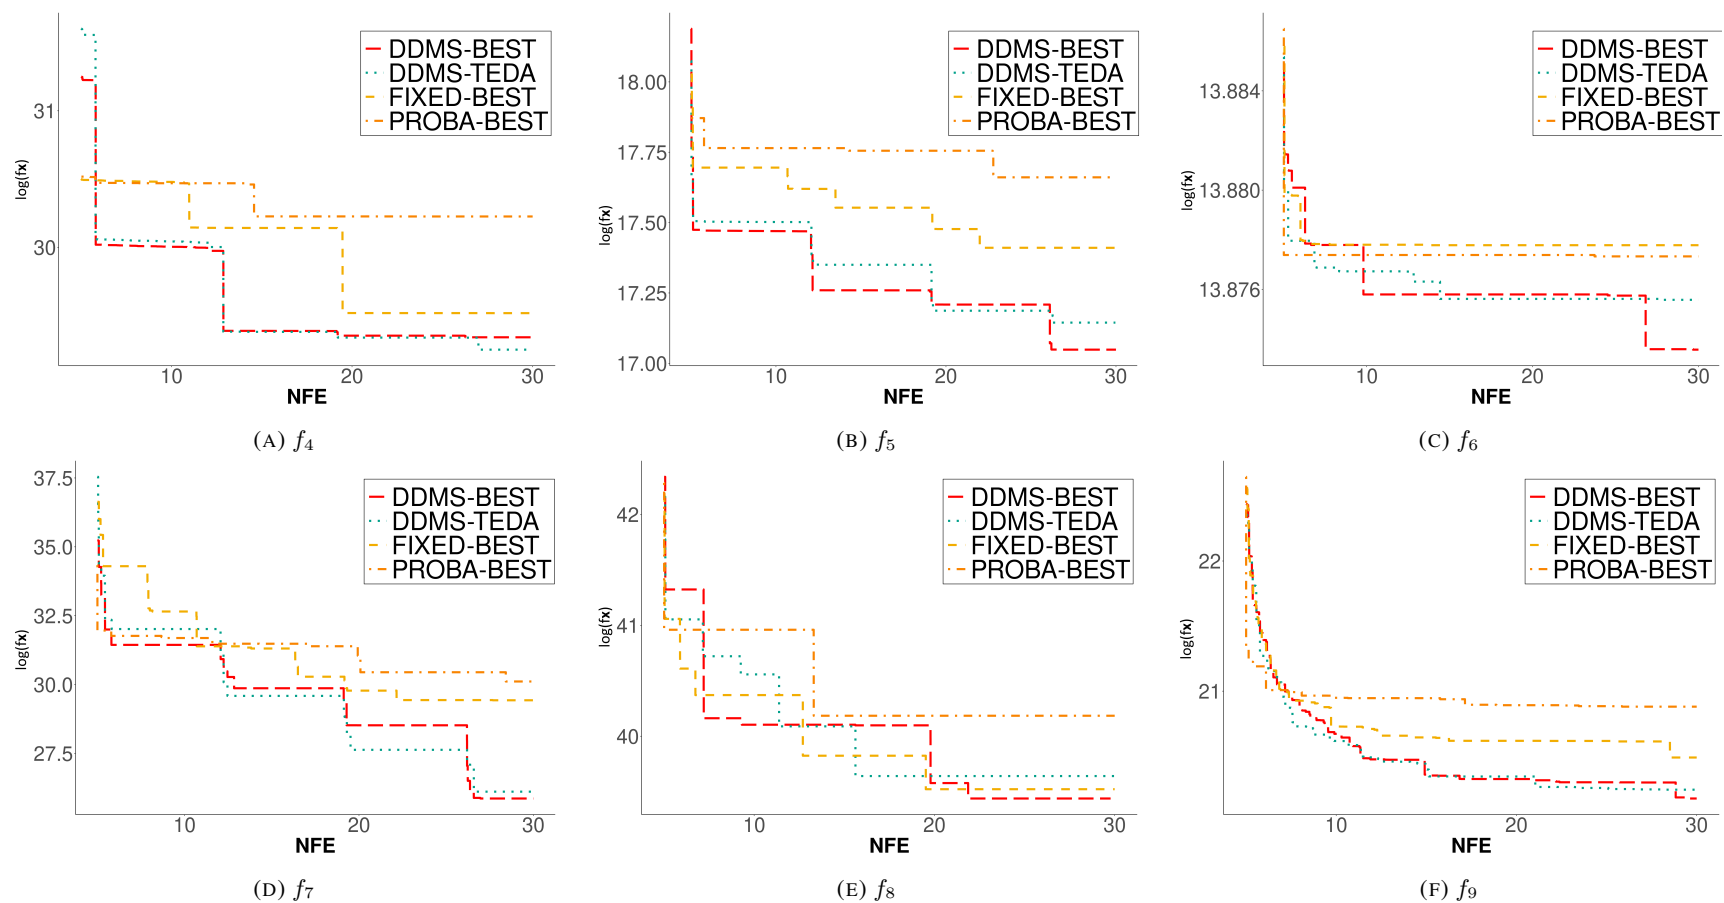 31
30
log(fx)
10
20
30
NFE
DDMS-BEST
DDMS-TEDA
FIXED-BEST
PROBA-BEST
(A) f4
18.00
17.75
17.50
17.25
17.00
log(fx)
10
20
30
NFE
DDMS-BEST
DDMS-TEDA
FIXED-BEST
PROBA-BEST
(B) f5
13.884
13.880
13.876
log(fx)
10
20
30
NFE
DDMS-BEST
DDMS-TEDA
FIXED-BEST
PROBA-BEST
(C) f6
37.5
35.0
32.5
30.0
27.5
log(fx)
10
20
30
NFE
DDMS-BEST
DDMS-TEDA
FIXED-BEST
PROBA-BEST
(D) f7
42
41
40
log(fx)
10
20
30
NFE
DDMS-BEST
DDMS-TEDA
FIXED-BEST
PROBA-BEST
(E) f8
22
21
log(fx)
10
20
30
NFE
DDMS-BEST
DDMS-TEDA
FIXED-BEST
PROBA-BEST
(F) f9